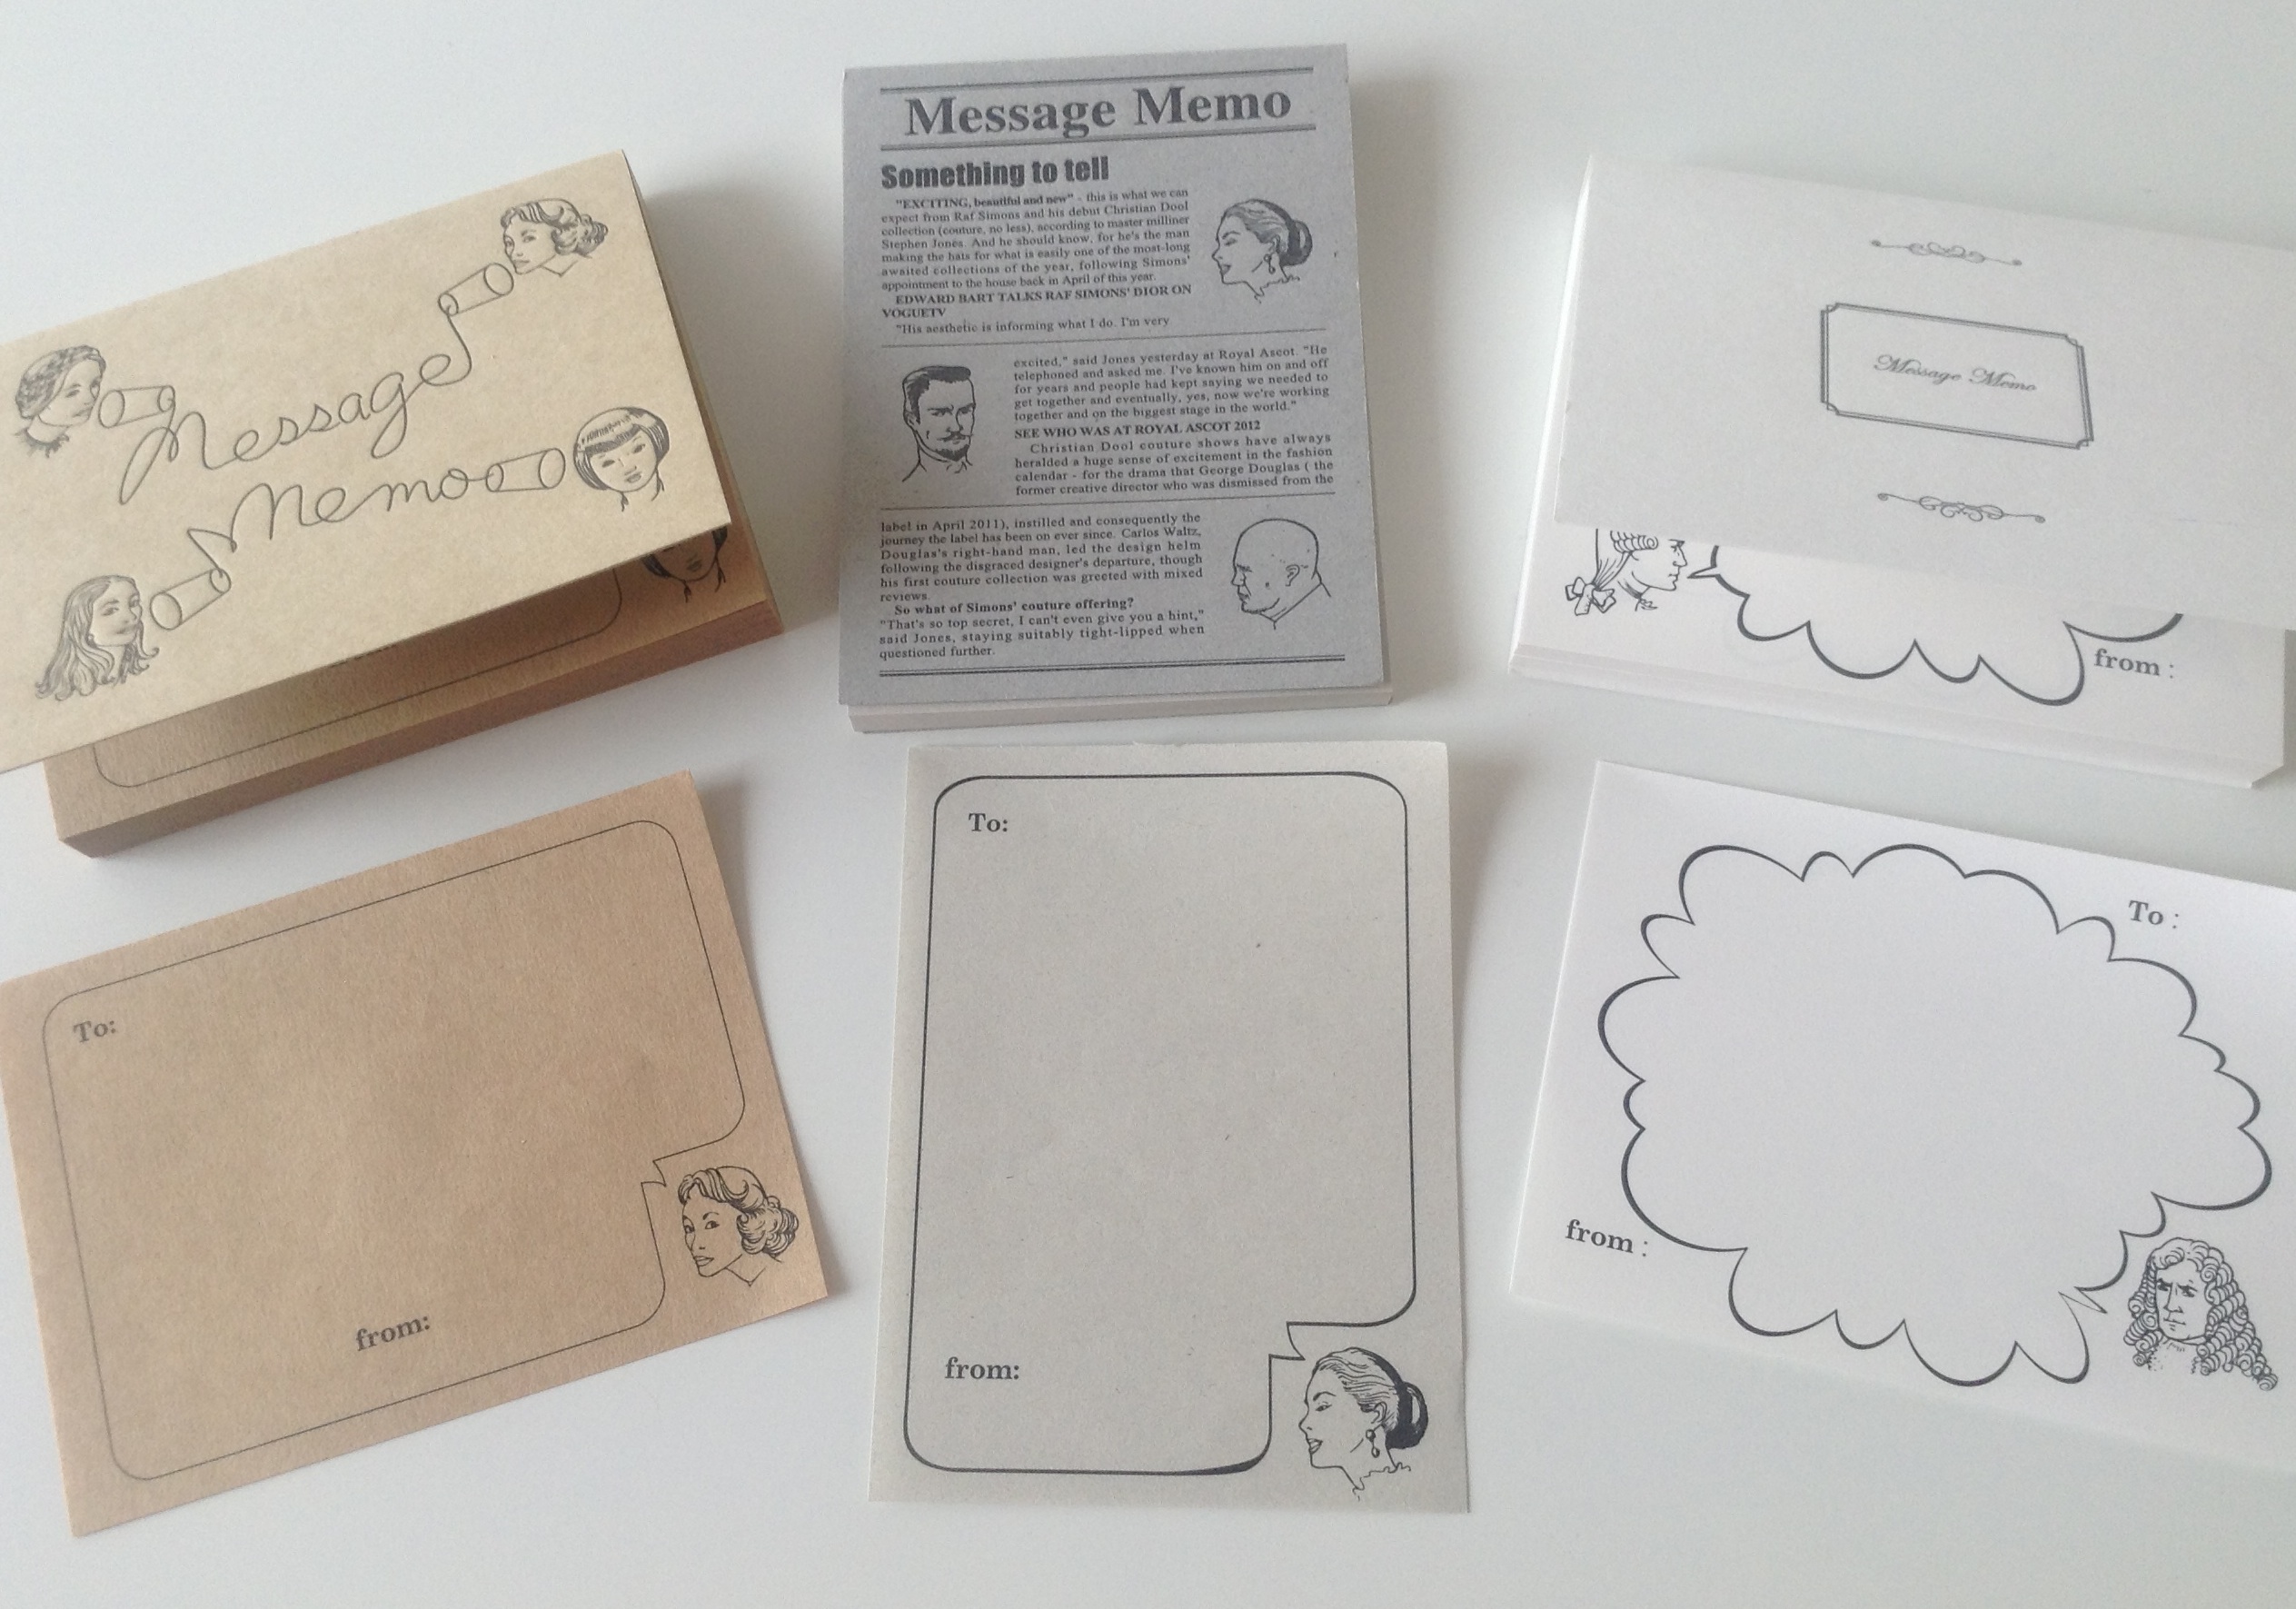 Message
Memo
Message Memo
Something to tell
"EXCITING, beautiful and new" - this is what we can
expect from Raf Simons and his debut Christian Dool
collection (couture, no less), according to master milliner
Stephen Jones. And he should know, for he's the man
making the hats for what is easily one of the most-long
awaited collections of the year, following Simons'
appointment to the house back in April of this year.
EDWARD BART TALKS RAF SIMONS' DIOR ON
VOGUETV
"His aesthetic is informing what I do. I'm very
excited," said Jones yesterday at Royal Ascot. "He
telephoned and asked me. I've known him on and off
for years and people had kept saying we needed to
get together and eventually, yes, now we're working
together and on the biggest stage in the world."
SEE WHO WAS AT ROYAL ASCOT 2012
Christian Dool couture shows have always
heralded a huge sense of excitement in the fashion
calendar - for the drama that George Douglas ( the
former creative director who was dismissed from the
label in April 2011), instilled and consequently the
journey the label has been on ever since. Carlos Waltz,
Douglas's right-hand man, led the design helm
following the disgraced designer's departure, though
his first couture collection was greeted with mixed
reviews.
So what of Simons' couture offering?
"That's so top secret, I can't even give you a hint,"
said Jones, staying suitably tight-lipped when
questioned further.
Message Memo
from :
To:
from:
To:
from:
To :
from :